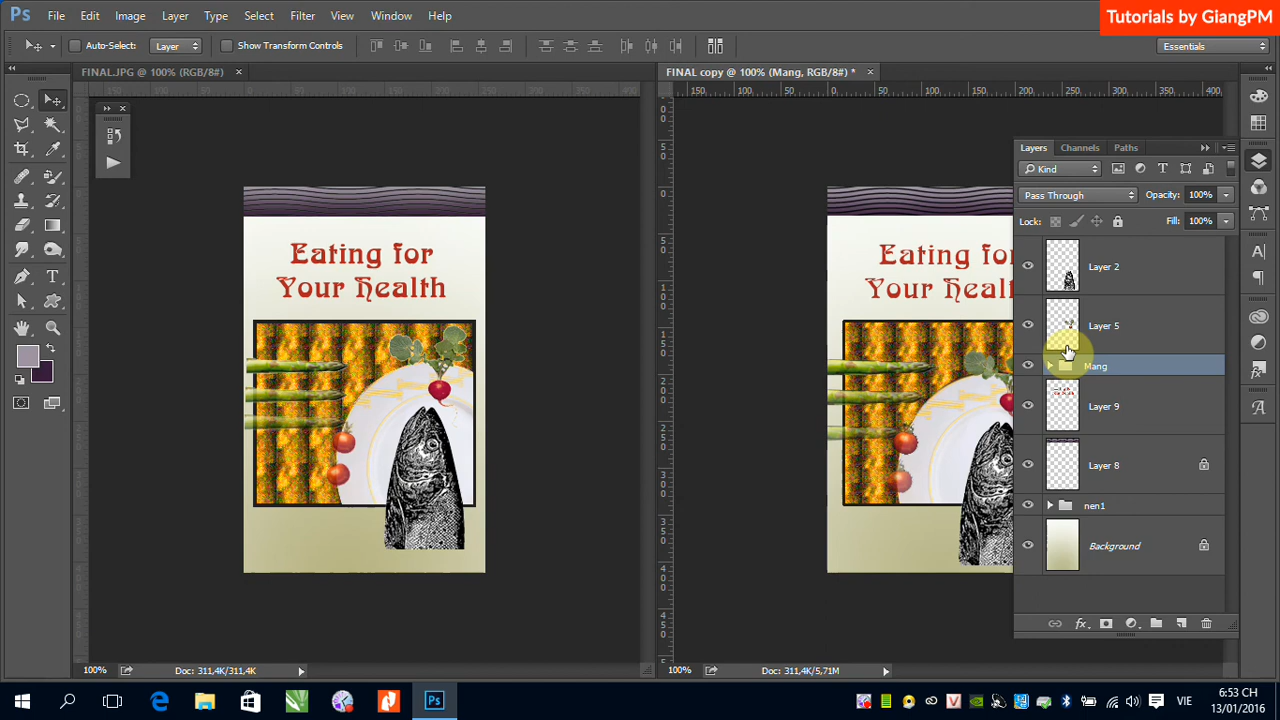 Ps File Edit Image Layer Type Select Filter View Window Help
Tutorials by GiangPM
Auto-Select: Layer Show Transform Controls
Essentials
FINAL.JPG @ 100% (RGB/8#) ×
FINAL copy @ 100% (Mang, RGB/8#) * ×
Layers Channels Paths
Kind
Pass Through Opacity: 100%
Lock: Fill: 100%
Layer 2
Layer 5
Mang
Layer 9
Layer 8
nen1
Background
Eating for
Your Health
Eating for
Your Healt
100% Doc: 311,4K/311,4K
100% Doc: 311,4K/5,71M
VIE
6:53 CH
13/01/2016